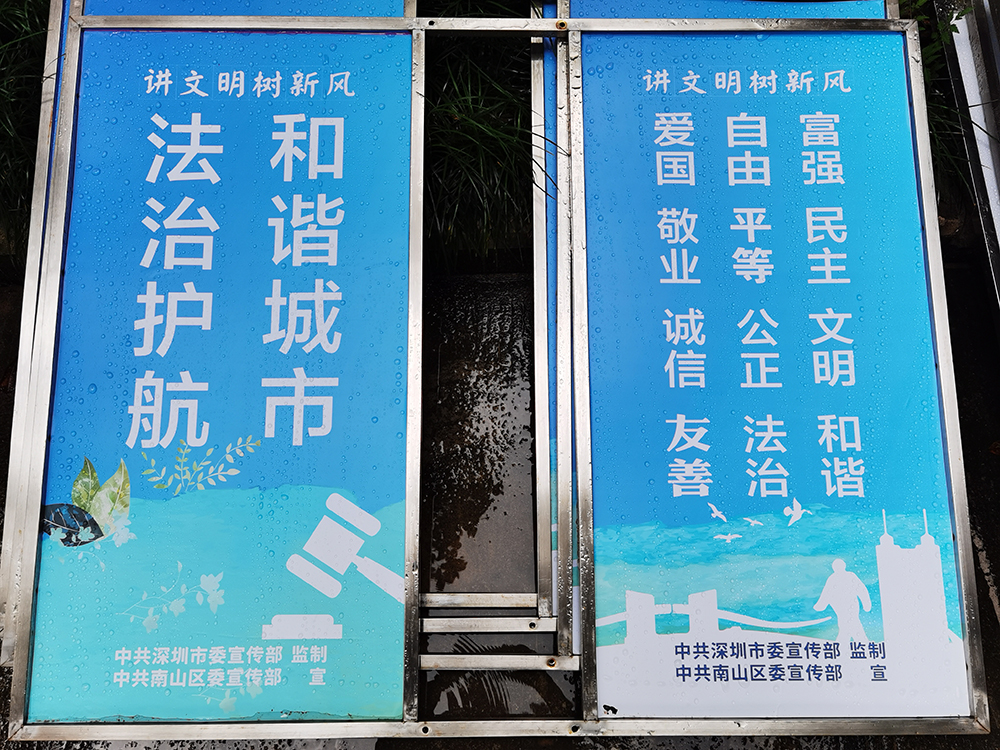 讲文明树新风
和谐城市
法治护航
中共深圳市委宣传部 监制
中共南山区委宣传部 宣
讲文明树新风
富强 民主 文明 和谐
自由 平等 公正 法治
爱国 敬业 诚信 友善
中共深圳市委宣传部 监制
中共南山区委宣传部 宣